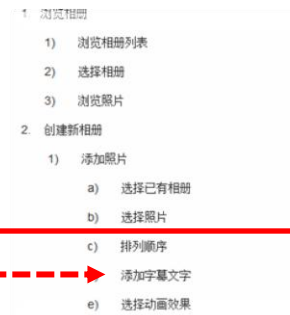 1. 浏览相册
1) 浏览相册列表
2) 选择相册
3) 浏览照片
2. 创建新相册
1) 添加照片
a) 选择已有相册
b) 选择照片
c) 排列顺序
添加字幕文字
e) 选择动画效果